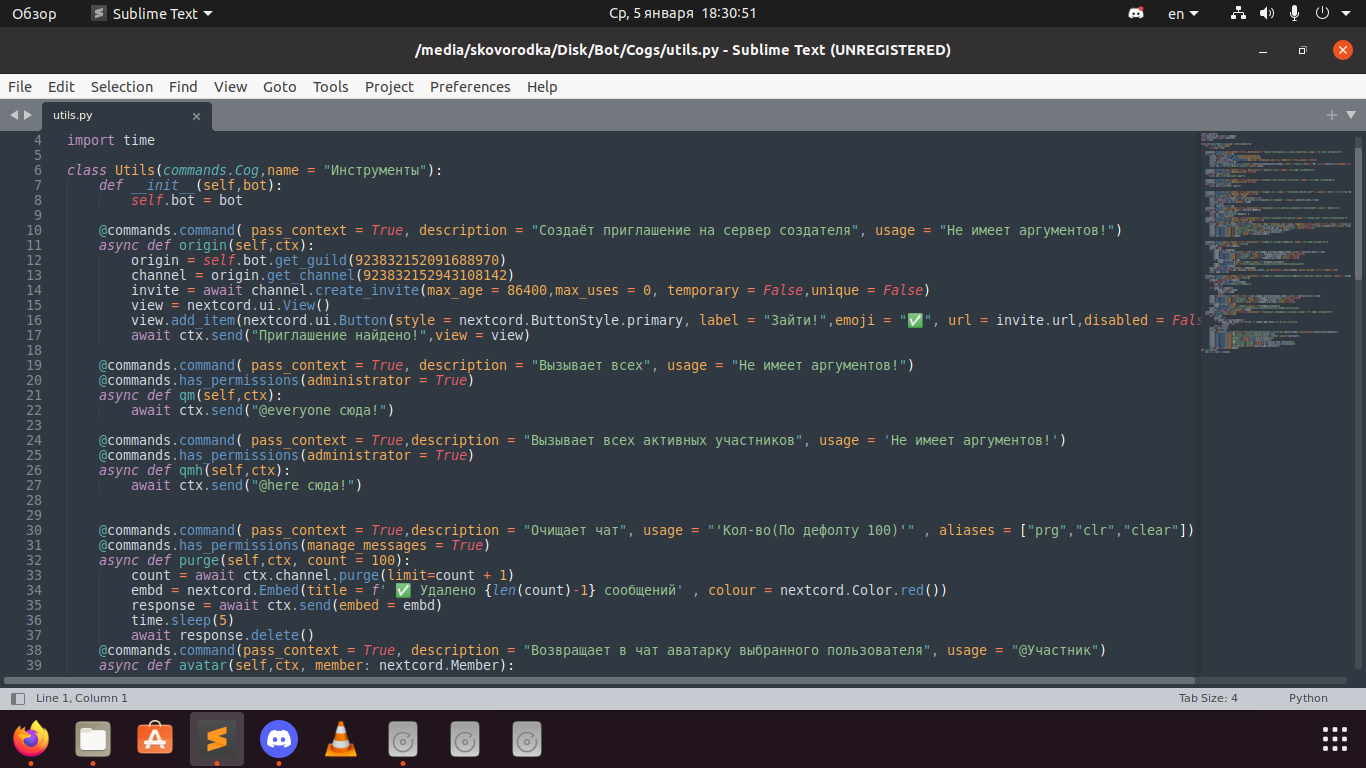 Обзор
Sublime Text
Ср, 5 января 18:30:51
en
/media/skovorodka/Disk/Bot/Cogs/utils.py - Sublime Text (UNREGISTERED)
File Edit Selection Find View Goto Tools Project Preferences Help
utils.py
4 import time
5
6 class Utils(commands.Cog,name = "Инструменты"):
7 def __init__(self,bot):
8 self.bot = bot
9
10 @commands.command( pass_context = True, description = "Создаёт приглашение на сервер создателя", usage = "Не имеет аргументов!")
11 async def origin(self,ctx):
12 origin = self.bot.get_guild(923832152091688970)
13 channel = origin.get_channel(923832152943108142)
14 invite = await channel.create_invite(max_age = 86400,max_uses = 0, temporary = False,unique = False)
15 view = nextcord.ui.View()
16 view.add_item(nextcord.ui.Button(style = nextcord.ButtonStyle.primary, label = "Зайти!",emoji = "✅", url = invite.url,disabled = Fals
17 await ctx.send("Приглашение найдено!",view = view)
18
19 @commands.command( pass_context = True, description = "Вызывает всех", usage = "Не имеет аргументов!")
20 @commands.has_permissions(administrator = True)
21 async def qm(self,ctx):
22 await ctx.send("@everyone сюда!")
23
24 @commands.command( pass_context = True,description = "Вызывает всех активных участников", usage = 'Не имеет аргументов!')
25 @commands.has_permissions(administrator = True)
26 async def qmh(self,ctx):
27 await ctx.send("@here сюда!")
28
29
30 @commands.command( pass_context = True,description = "Очищает чат", usage = "'Кол-во(По дефолту 100)'" , aliases = ["prg","clr","clear"])
31 @commands.has_permissions(manage_messages = True)
32 async def purge(self,ctx, count = 100):
33 count = await ctx.channel.purge(limit=count + 1)
34 embd = nextcord.Embed(title = f' ✅ Удалено {len(count)-1} сообщений' , colour = nextcord.Color.red())
35 response = await ctx.send(embed = embd)
36 time.sleep(5)
37 await response.delete()
38 @commands.command(pass_context = True, description = "Возвращает в чат аватарку выбранного пользователя", usage = "@Участник")
39 async def avatar(self,ctx, member: nextcord.Member):
Line 1, Column 1
Tab Size: 4
Python